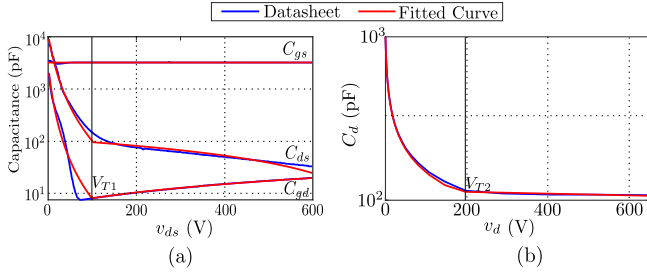 Datasheet Fitted Curve
10^4
10^3
10^2
10^1
Capacitance (pF)
C_gs
C_ds
C_gd
V_T1
0 200 400 600
v_ds (V)
(a)
10^3
10^2
C_d (pF)
V_T2
0 200 400 600
v_d (V)
(b)